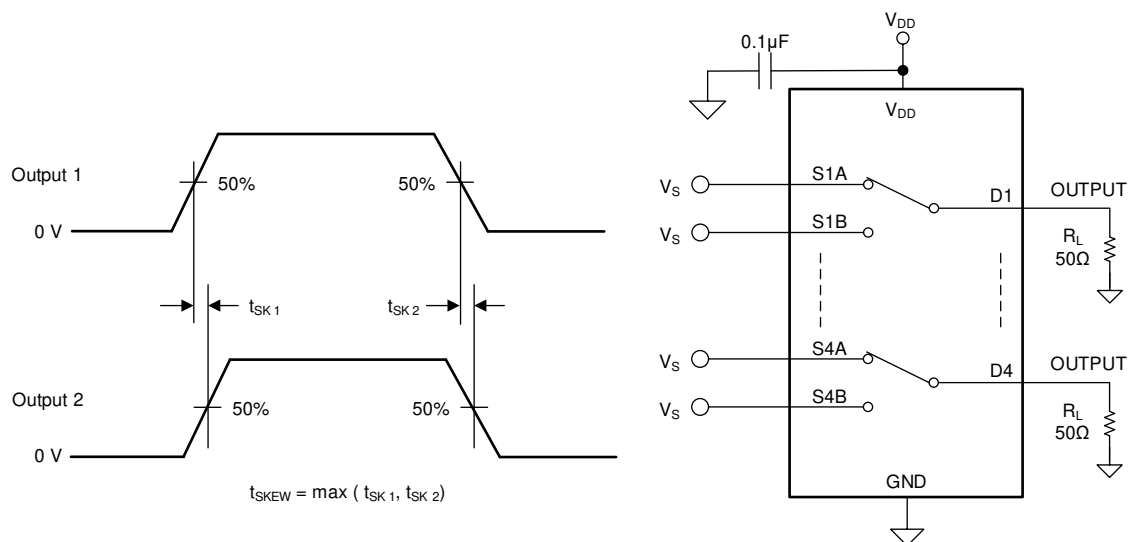 Output 1
50%
50%
0 V
t_SK 1
t_SK 2
Output 2
50%
50%
0 V
t_SKEW = max ( t_SK 1, t_SK 2)
V_DD
0.1µF
V_DD
V_S
S1A
D1
OUTPUT
V_S
S1B
R_L
50Ω
V_S
S4A
D4
OUTPUT
V_S
S4B
R_L
50Ω
GND